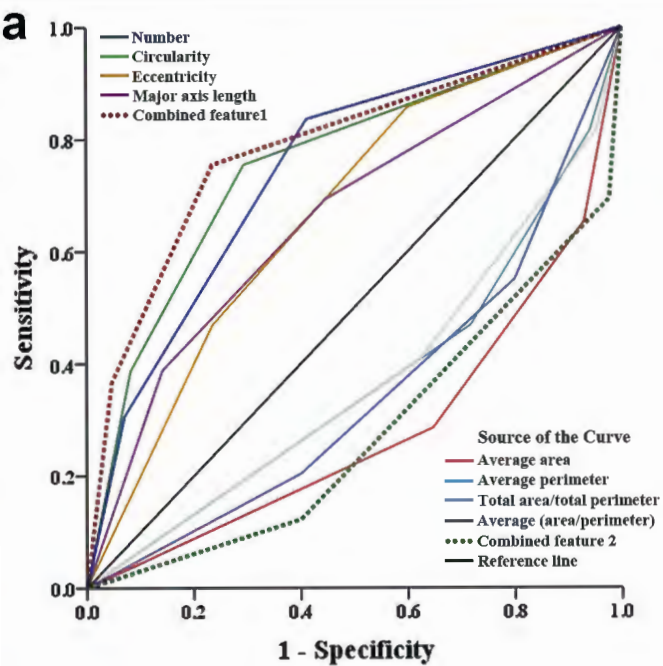 a
Number
Circularity
Eccentricity
Major axis length
Combined feature1
1.0
0.8
0.6
0.4
0.2
0.0
Sensitivity
Source of the Curve
Average area
Average perimeter
Total area/total perimeter
Average (area/perimeter)
Combined feature 2
Reference line
0.0 0.2 0.4 0.6 0.8 1.0
1 - Specificity